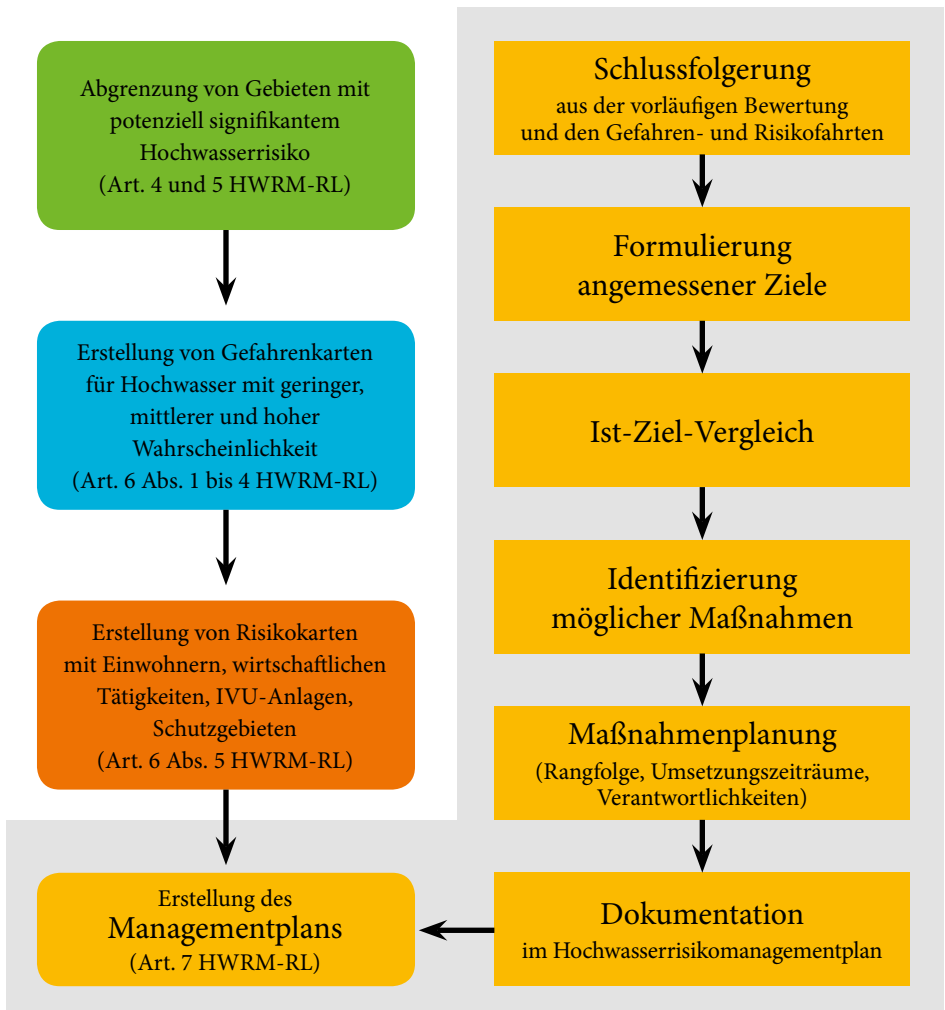 Abgrenzung von Gebieten mit
potenziell signifikantem
Hochwasserrisiko
(Art. 4 und 5 HWRM-RL)
Erstellung von Gefahrenkarten
für Hochwasser mit geringer,
mittlerer und hoher
Wahrscheinlichkeit
(Art. 6 Abs. 1 bis 4 HWRM-RL)
Erstellung von Risikokarten
mit Einwohnern, wirtschaftlichen
Tätigkeiten, IVU-Anlagen,
Schutzgebieten
(Art. 6 Abs. 5 HWRM-RL)
Erstellung des
Managementplans
(Art. 7 HWRM-RL)
Schlussfolgerung
aus der vorläufigen Bewertung
und den Gefahren- und Risikofahrten
Formulierung
angemessener Ziele
Ist-Ziel-Vergleich
Identifizierung
möglicher Maßnahmen
Maßnahmenplanung
(Rangfolge, Umsetzungszeiträume,
Verantwortlichkeiten)
Dokumentation
im Hochwasserrisikomanagementplan